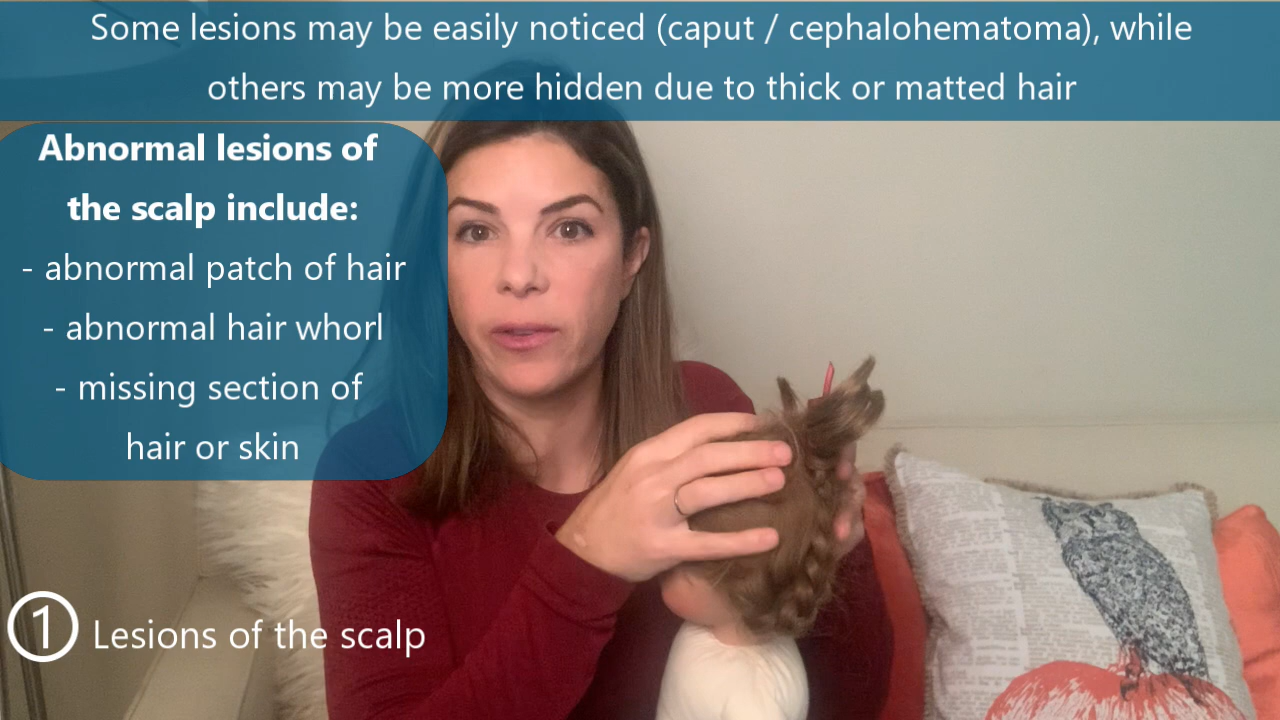 Some lesions may be easily noticed (caput / cephalohematoma), while
others may be more hidden due to thick or matted hair
Abnormal lesions of
the scalp include:
- abnormal patch of hair
- abnormal hair whorl
- missing section of
hair or skin
1 Lesions of the scalp